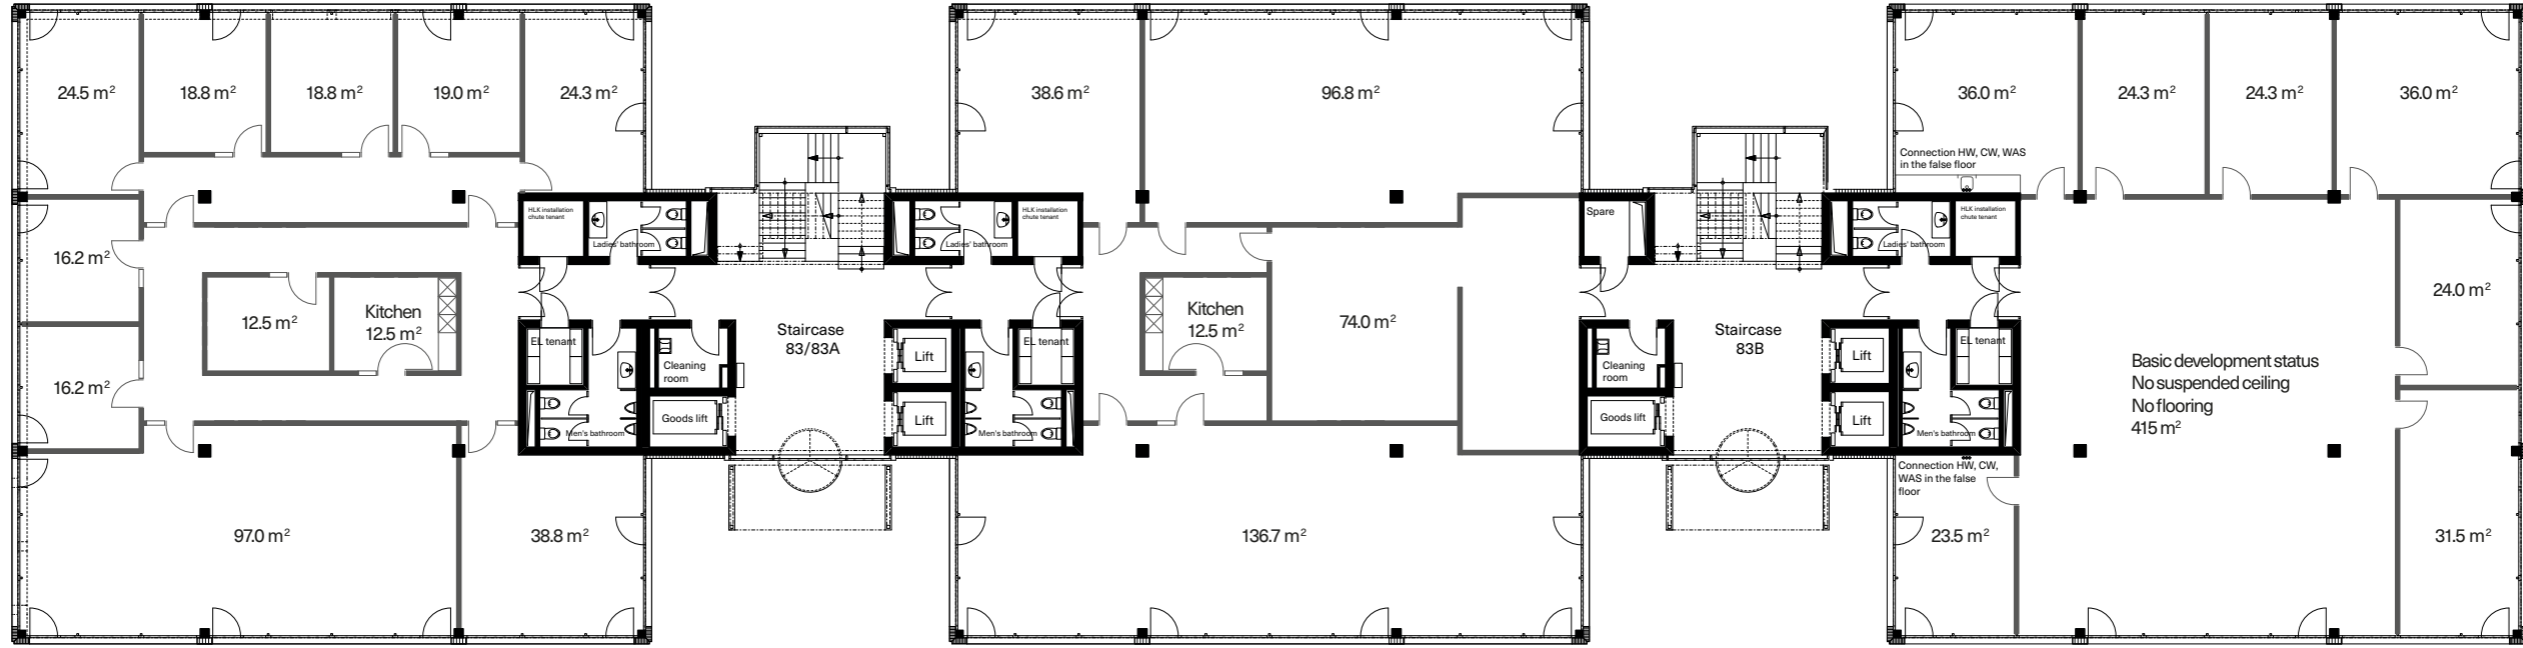 24.5 m²
18.8 m²
18.8 m²
19.0 m²
24.3 m²
38.6 m²
96.8 m²
36.0 m²
24.3 m²
24.3 m²
36.0 m²
Connection HW, CW, WAS
in the false floor
HLK installation
chute tenant
Ladies' bathroom
Ladies' bathroom
HLK installation
chute tenant
Spare
Ladies' bathroom
HLK installation
chute tenant
16.2 m²
12.5 m²
Kitchen
12.5 m²
Staircase
83/83A
Kitchen
12.5 m²
74.0 m²
Staircase
83B
24.0 m²
EL tenant
Cleaning
room
Lift
EL tenant
Cleaning
room
Lift
EL tenant
16.2 m²
Goods lift
Lift
Goods lift
Lift
Men's bathroom
Men's bathroom
Men's bathroom
Basic development status
No suspended ceiling
No flooring
415 m²
Connection HW, CW,
WAS in the false
floor
97.0 m²
38.8 m²
136.7 m²
23.5 m²
31.5 m²